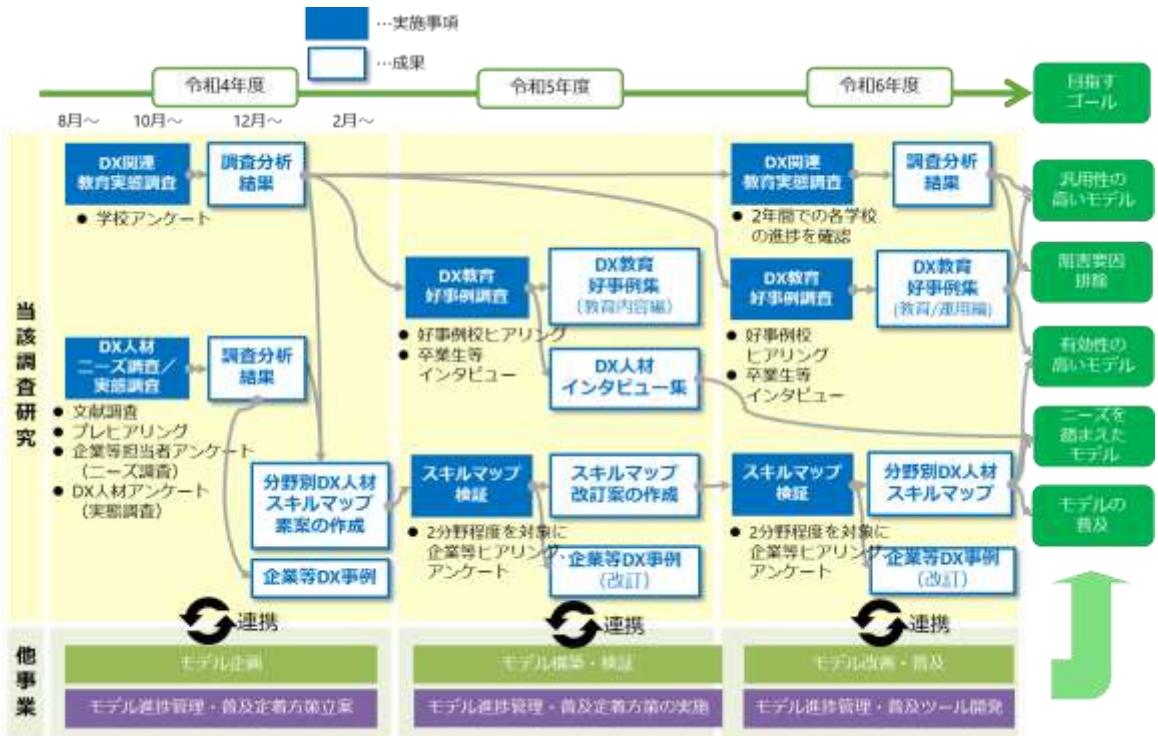 …実施事項
…成果
令和4年度
令和5年度
令和6年度
目指す
ゴール
8月～
10月～
12月～
2月～
当該調査研究
DX関連
教育実態調査
調査分析
結果
● 学校アンケート
DX人材
ニーズ調査/
実態調査
調査分析
結果
● 文献調査
● プレヒアリング
● 企業等担当者アンケート
（ニーズ調査）
● DX人材アンケート
（実態調査）
分野別DX人材
スキルマップ
素案の作成
企業等DX事例
DX教育
好事例調査
DX教育
好事例集
(教育内容編)
● 好事例校ヒアリング
● 卒業生等
インタビュー
DX人材
インタビュー集
スキルマップ
検証
スキルマップ
改訂案の作成
● 2分野程度を対象に
企業等ヒアリング、
アンケート
企業等DX事例
(改訂)
DX関連
教育実態調査
調査分析
結果
● 2年間での各学校
の進捗を確認
DX教育
好事例調査
DX教育
好事例集
(教育/運用編)
● 好事例校
ヒアリング
● 卒業生等
インタビュー
スキルマップ
検証
分野別DX人材
スキルマップ
● 2分野程度を対象に
企業等ヒアリング、
アンケート
企業等DX事例
(改訂)
汎用性の
高いモデル
阻害要因
排除
有効性の
高いモデル
ニーズを
踏まえた
モデル
モデルの
普及
連携
連携
連携
他事業
モデル企画
モデル構築・検証
モデル改善・普及
モデル進捗管理・普及定着方策立案
モデル進捗管理・普及定着方策の実施
モデル進捗管理・普及ツール開発